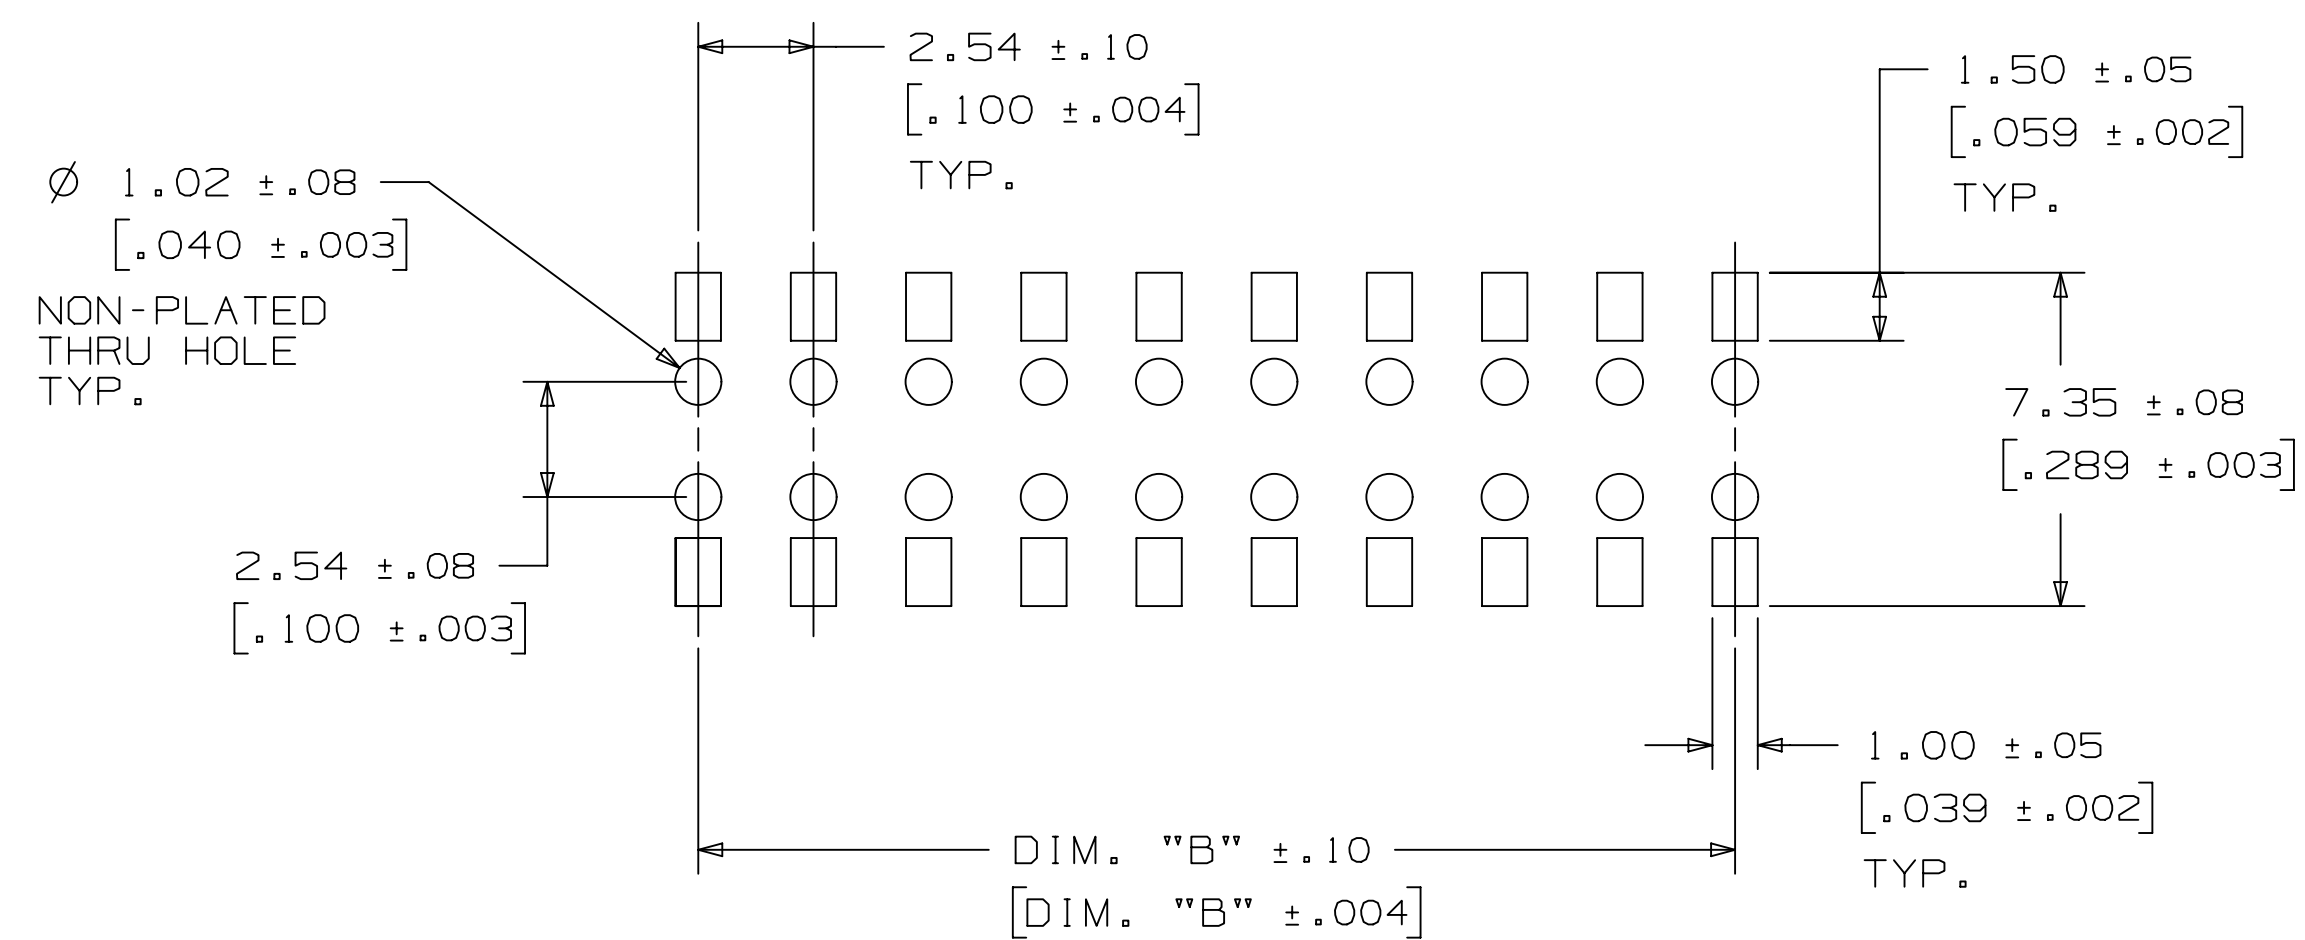 2.54 ±.10
[.100 ±.004]
TYP.
1.50 ±.05
[.059 ±.002]
TYP.
Ø 1.02 ±.08
[.040 ±.003]
NON-PLATED
THRU HOLE
TYP.
7.35 ±.08
[.289 ±.003]
2.54 ±.08
[.100 ±.003]
1.00 ±.05
[.039 ±.002]
TYP.
DIM. "B" ±.10
[DIM. "B" ±.004]